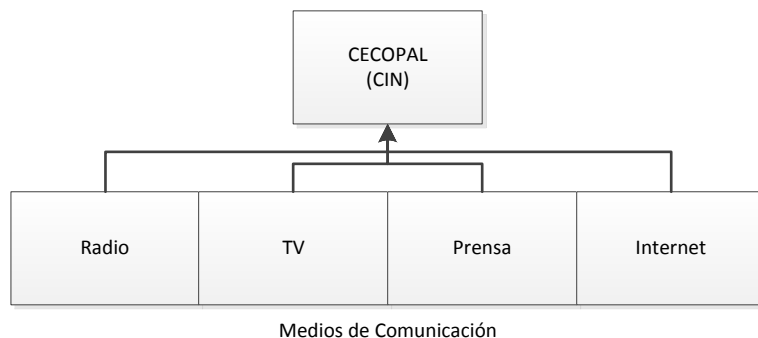 CECOPAL
(CIN)
Radio
TV
Prensa
Internet
Medios de Comunicación